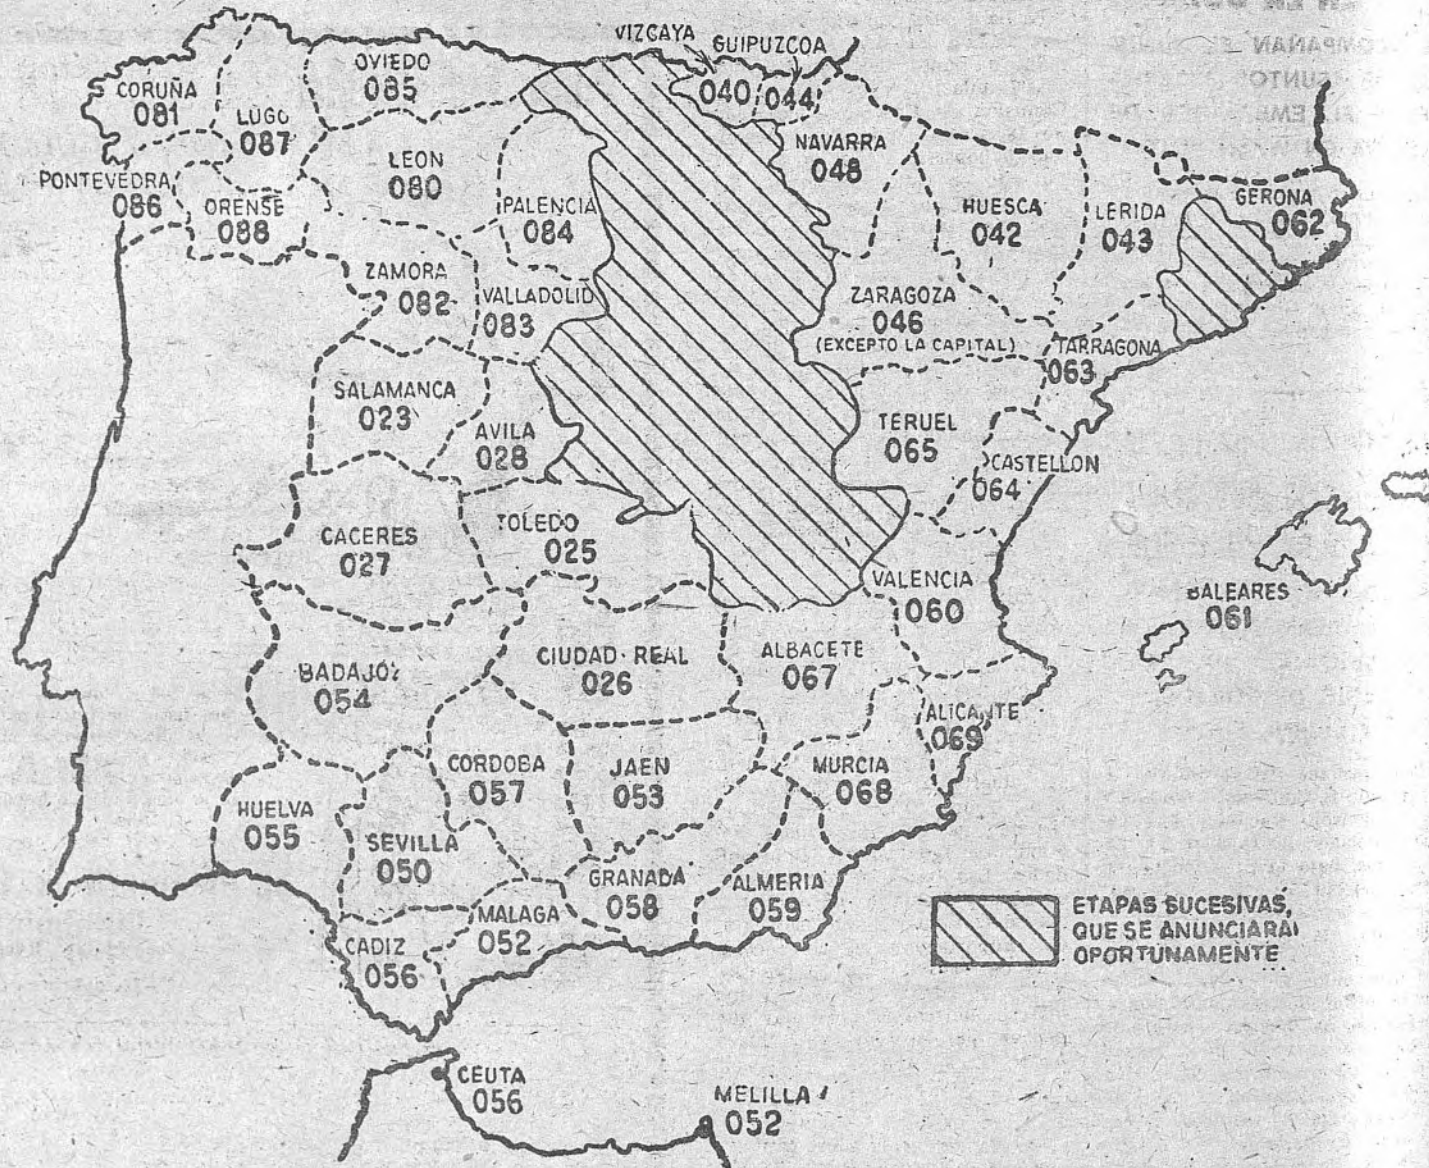 VIZCAYA
040
GUIPUZCOA
044
CORUÑA
081
LUGO
087
OVIEDO
085
PONTEVEDRA
086
ORENSE
088
LEON
080
PALENCIA
084
NAVARRA
048
HUESCA
042
LERIDA
043
GERONA
062
ZAMORA
082
VALLADOLID
083
ZARAGOZA
046
(EXCEPTO LA CAPITAL)
TARRAGONA
063
SALAMANCA
023
AVILA
028
TERUEL
065
CASTELLON
064
CACERES
027
TOLEDO
025
VALENCIA
060
BALEARES
061
BADAJOZ
054
CIUDAD-REAL
026
ALBACETE
067
ALICANTE
069
CORDOBA
057
JAEN
053
MURCIA
068
HUELVA
055
SEVILLA
050
GRANADA
058
ALMERIA
059
MALAGA
052
CADIZ
056
ETAPAS SUCESIVAS,
QUE SE ANUNCIARAI
OPORTUNAMENTE
CEUTA
056
MELILLA
052